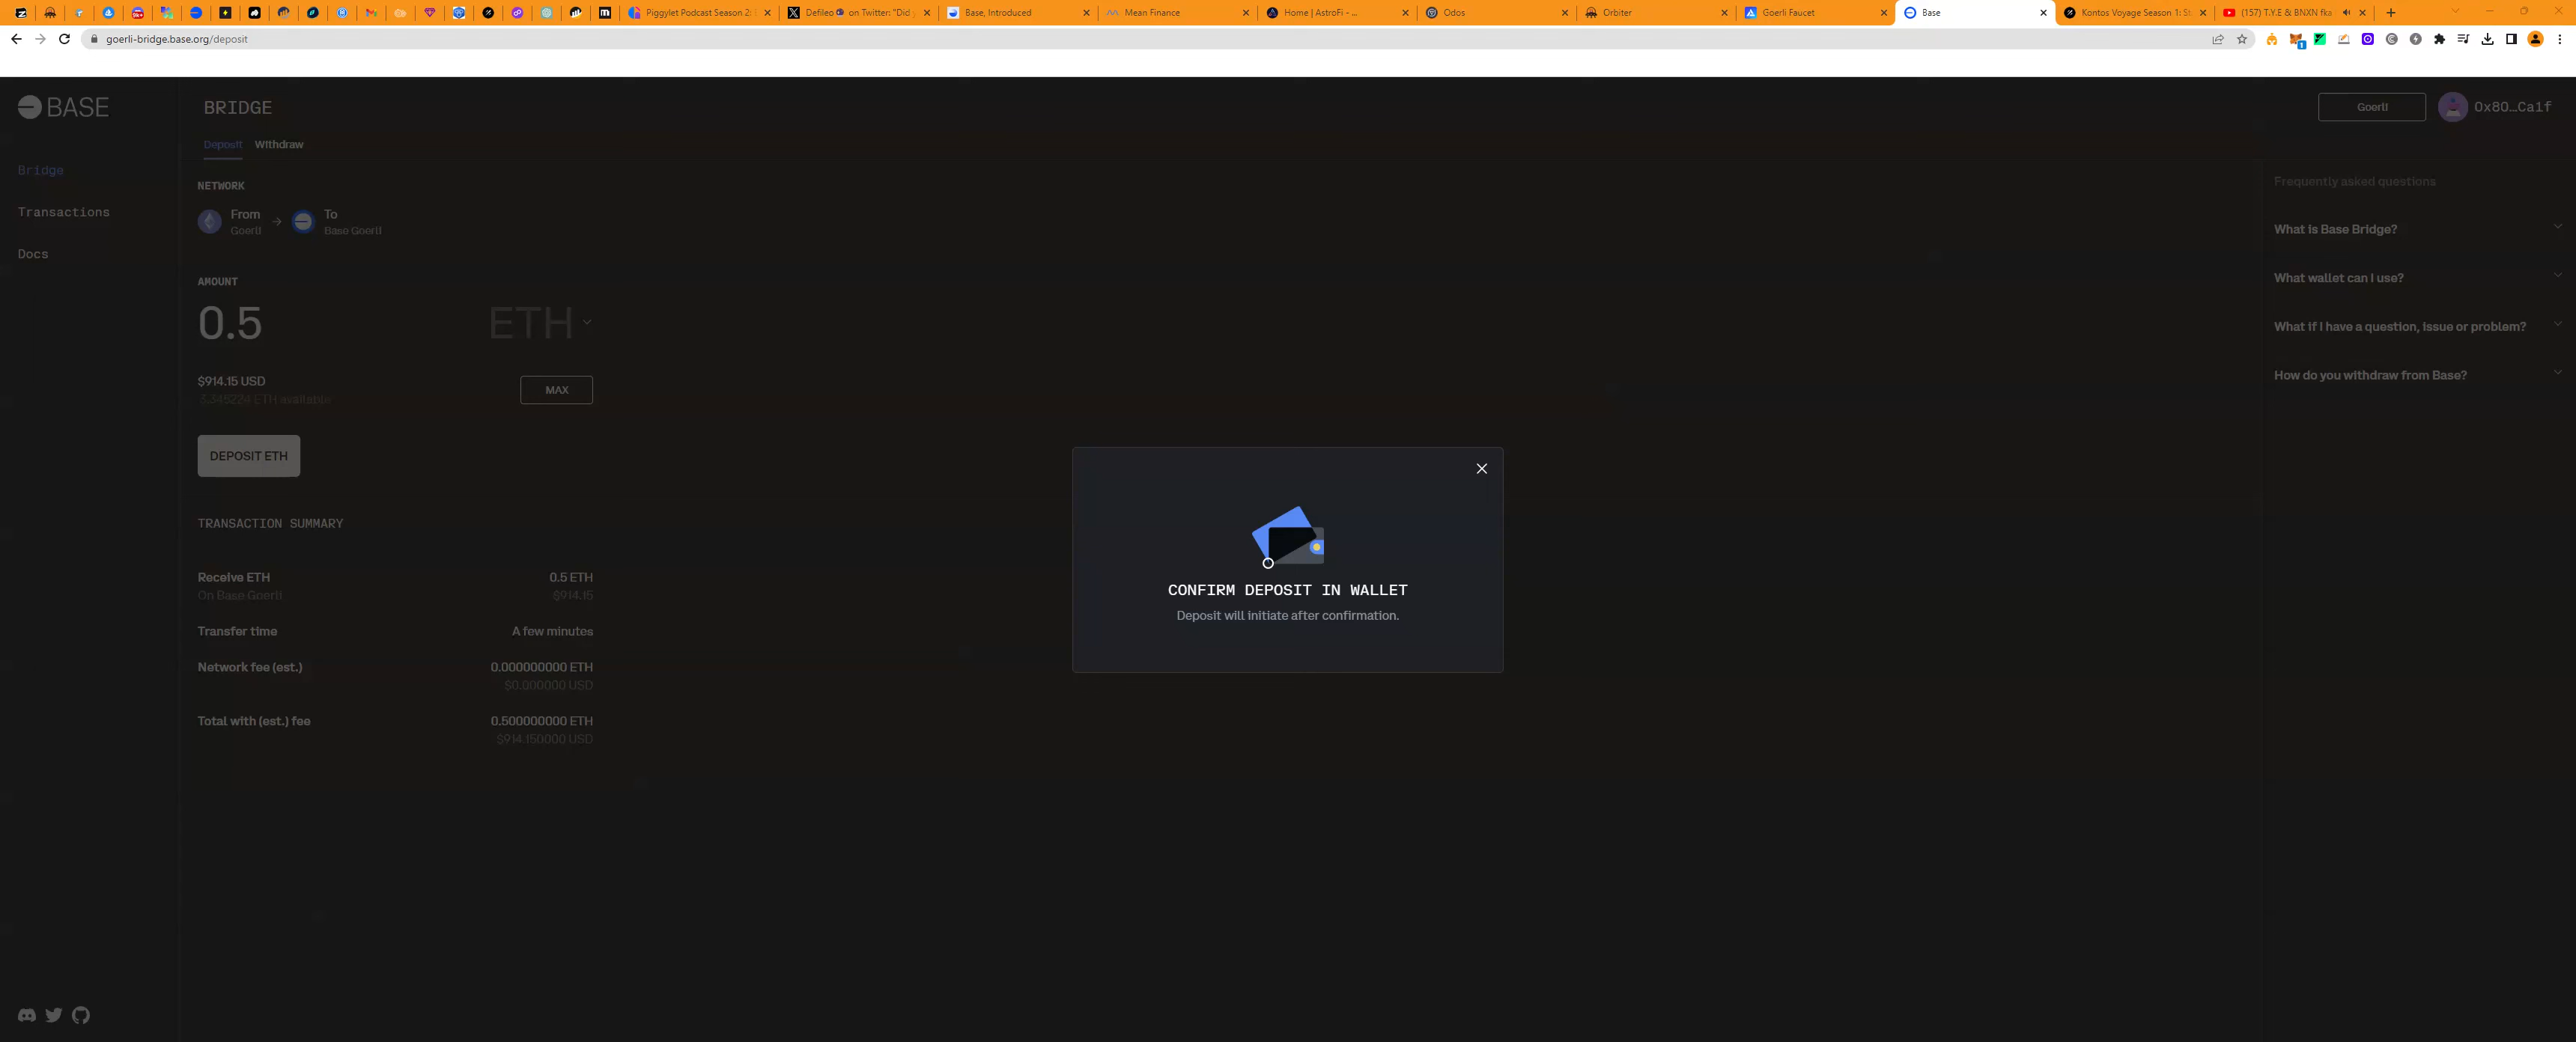 Piggylet Podcast Season 2:
Defileo on Twitter: "Did y
Base, Introduced
Mean Finance
Home | AstroFi - ...
Odos
Orbiter
Goerli Faucet
Base
Kontos Voyage Season 1: St
(157) T.Y.E & BNXN fka
goerli-bridge.base.org/deposit
BASE
BRIDGE
Goerli
0x80...Ca1f
Deposit Withdraw
Bridge
Transactions
Docs
NETWORK
From
Goerli
To
Base Goerli
AMOUNT
0.5 ETH
$914.15 USD
3.345224 ETH available
MAX
DEPOSIT ETH
TRANSACTION SUMMARY
Receive ETH 0.5 ETH
On Base Goerli $914.15
Transfer time A few minutes
Network fee (est.) 0.000000000 ETH
$0.000000 USD
Total with (est.) fee 0.500000000 ETH
$914.150000 USD
CONFIRM DEPOSIT IN WALLET
Deposit will initiate after confirmation.
Frequently asked questions
What is Base Bridge?
What wallet can I use?
What if I have a question, issue or problem?
How do you withdraw from Base?